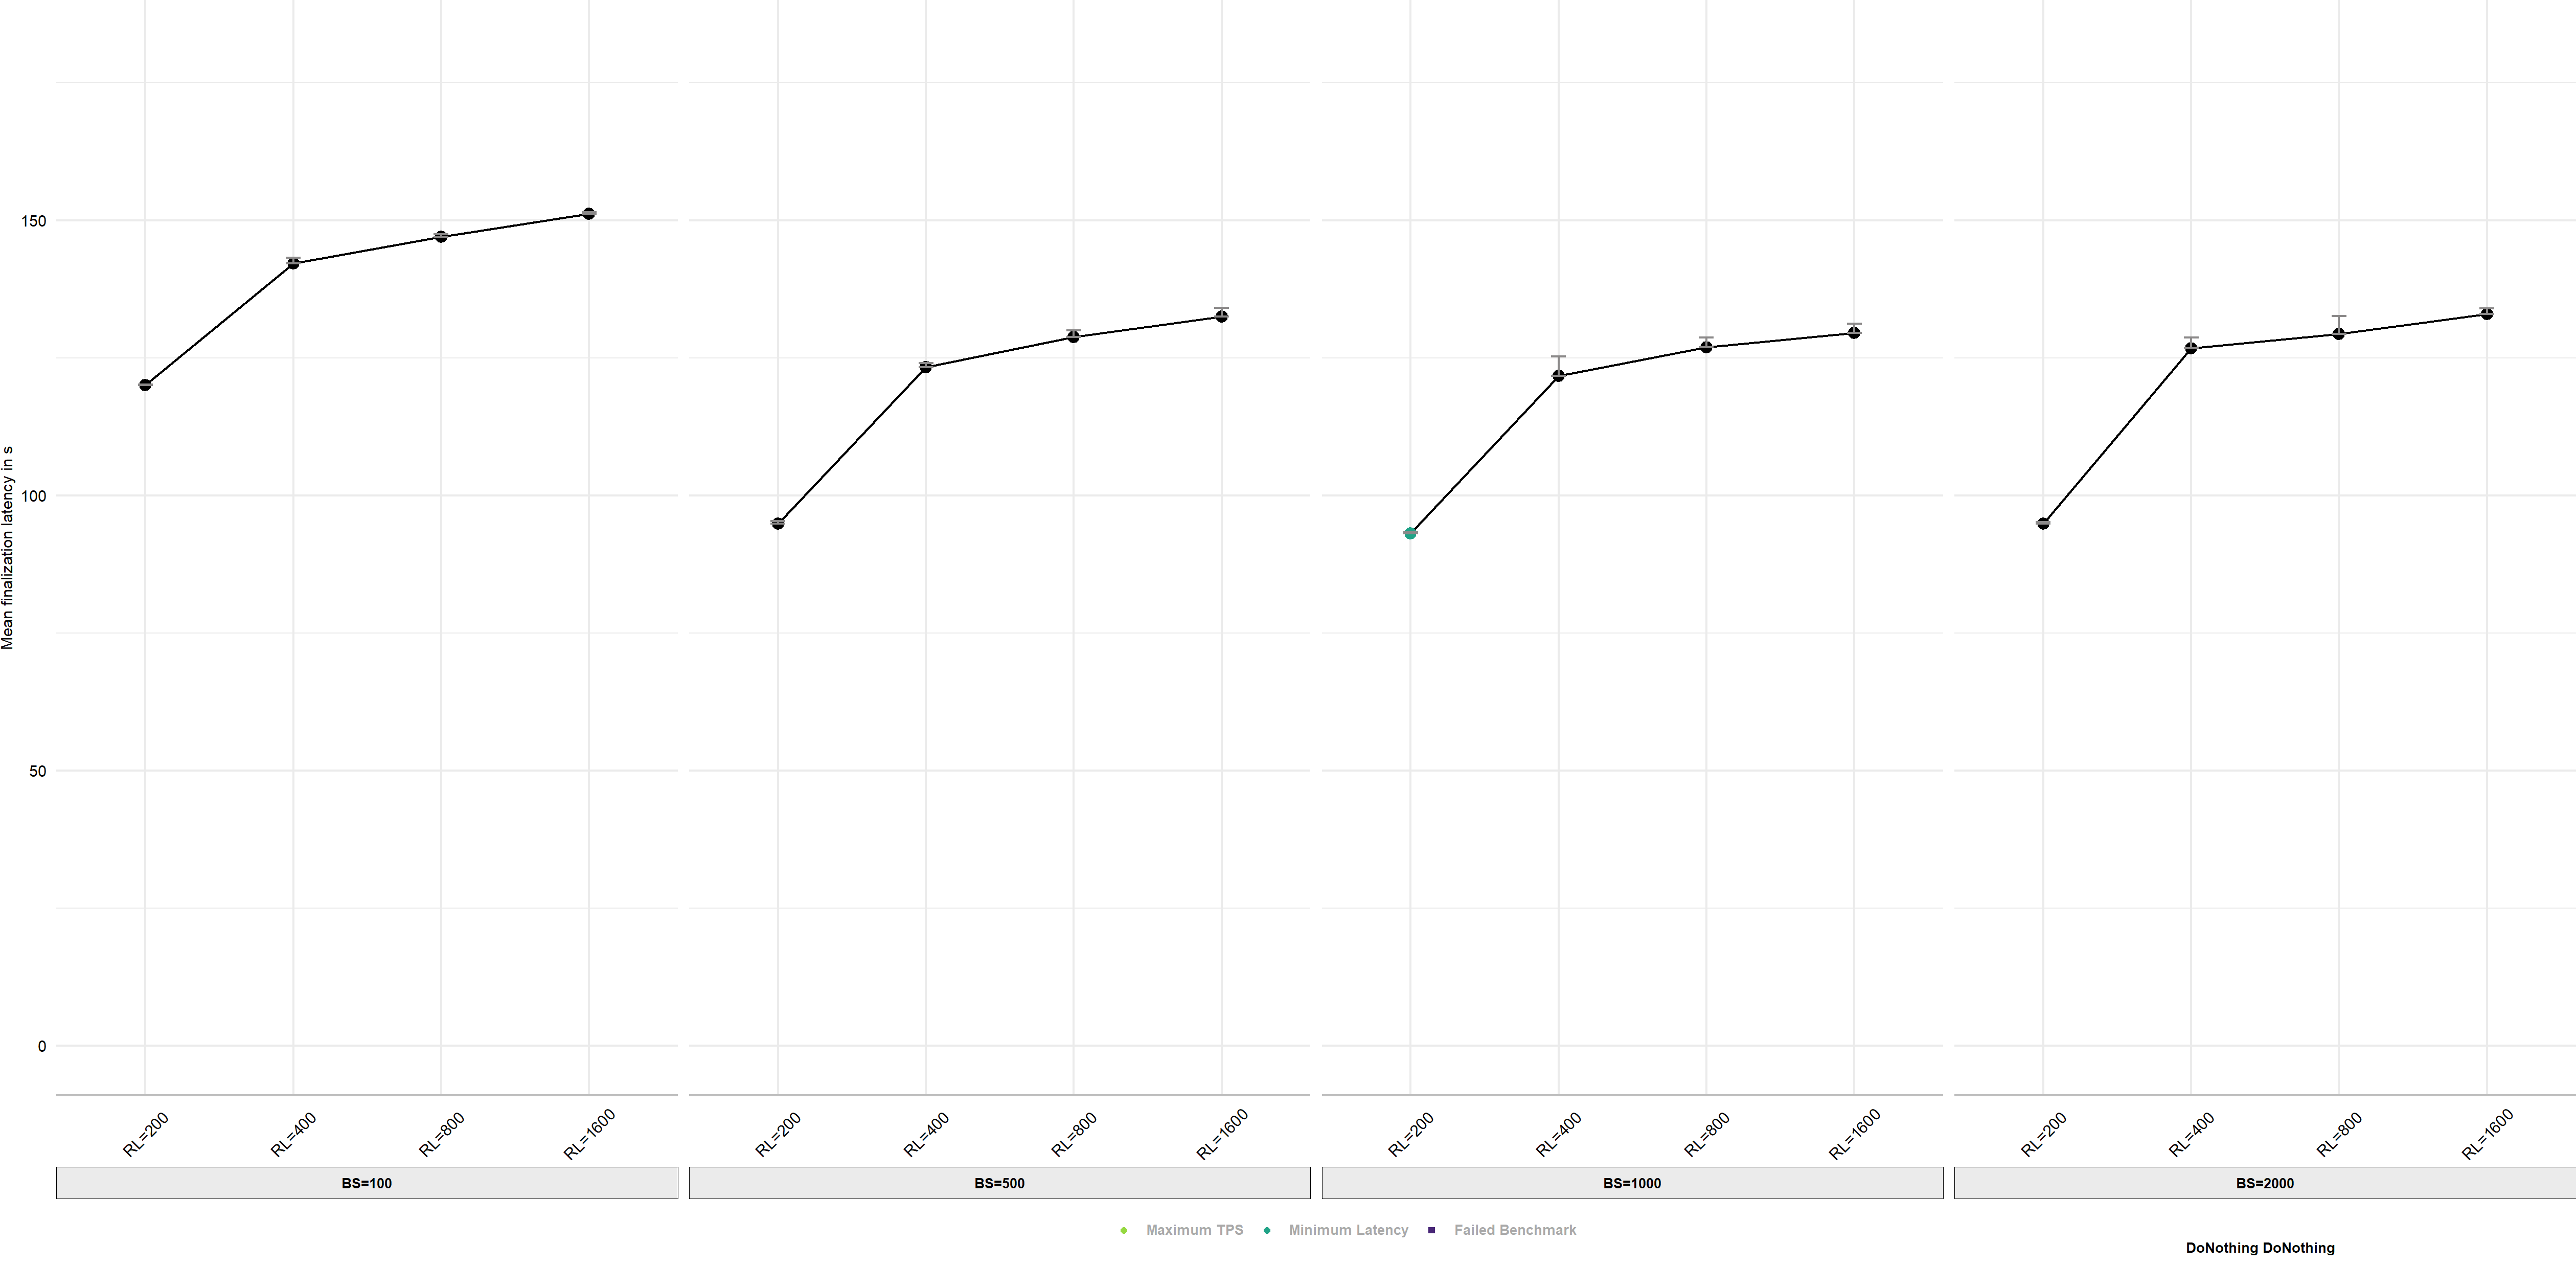 Mean finalization latency in s
150
100
50
0
RL=200 RL=400 RL=800 RL=1600 RL=200 RL=400 RL=800 RL=1600 RL=200 RL=400 RL=800 RL=1600 RL=200 RL=400 RL=800 RL=1600
BS=100 BS=500 BS=1000 BS=2000
Maximum TPS Minimum Latency Failed Benchmark
DoNothing DoNothing